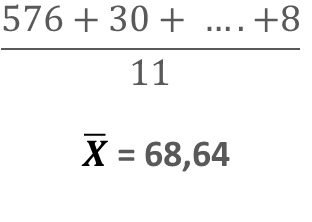 576 + 30 + .... +8
11
X̅ = 68,64